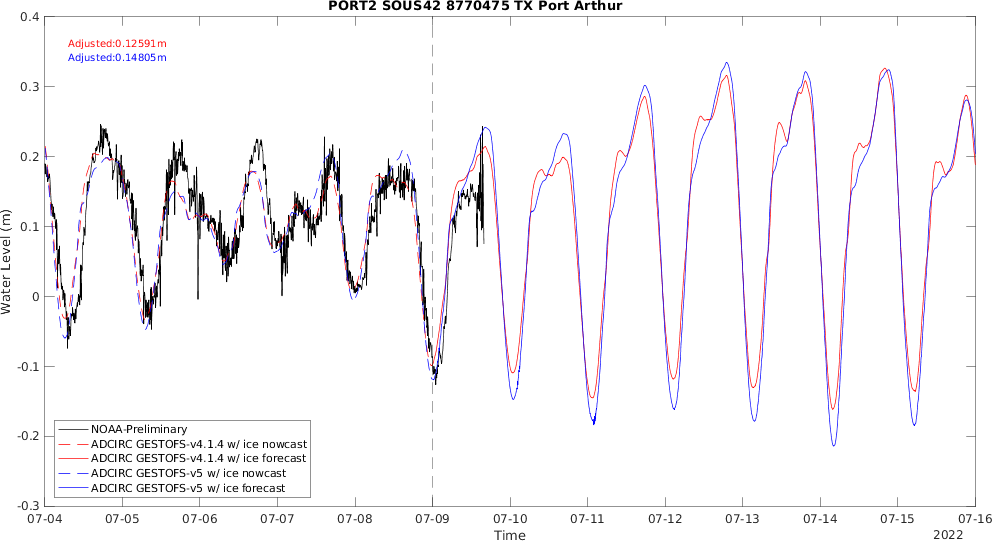 PORT2 SOUS42 8770475 TX Port Arthur
Adjusted:0.12591m
Adjusted:0.14805m
0.4
0.3
0.2
0.1
0
-0.1
-0.2
-0.3
Water Level (m)
NOAA-Preliminary
ADCIRC GESTOFS-v4.1.4 w/ ice nowcast
ADCIRC GESTOFS-v4.1.4 w/ ice forecast
ADCIRC GESTOFS-v5 w/ ice nowcast
ADCIRC GESTOFS-v5 w/ ice forecast
07-04 07-05 07-06 07-07 07-08 07-09 07-10 07-11 07-12 07-13 07-14 07-15 07-16
Time
2022